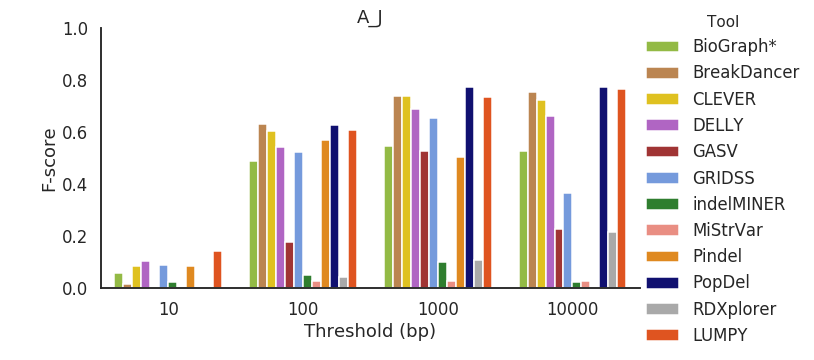 A_J
1.0
0.8
0.6
0.4
0.2
0.0
F-score
10
100
1000
10000
Threshold (bp)
Tool
BioGraph*
BreakDancer
CLEVER
DELLY
GASV
GRIDSS
indelMINER
MiStrVar
Pindel
PopDel
RDXplorer
LUMPY